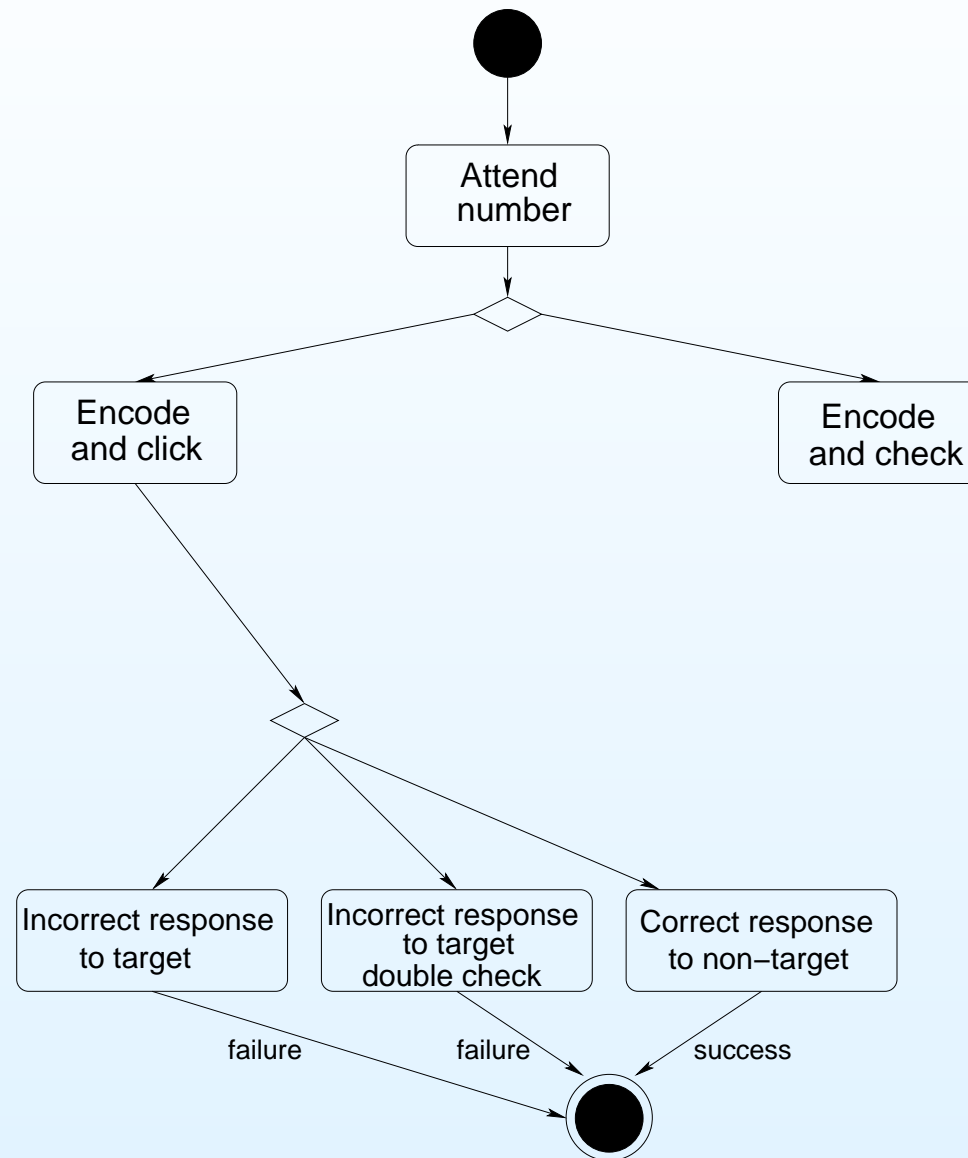 Attend
number
Encode
and click
Encode
and check
Incorrect response
to target
Incorrect response
to target
double check
Correct response
to non−target
failure
failure
success